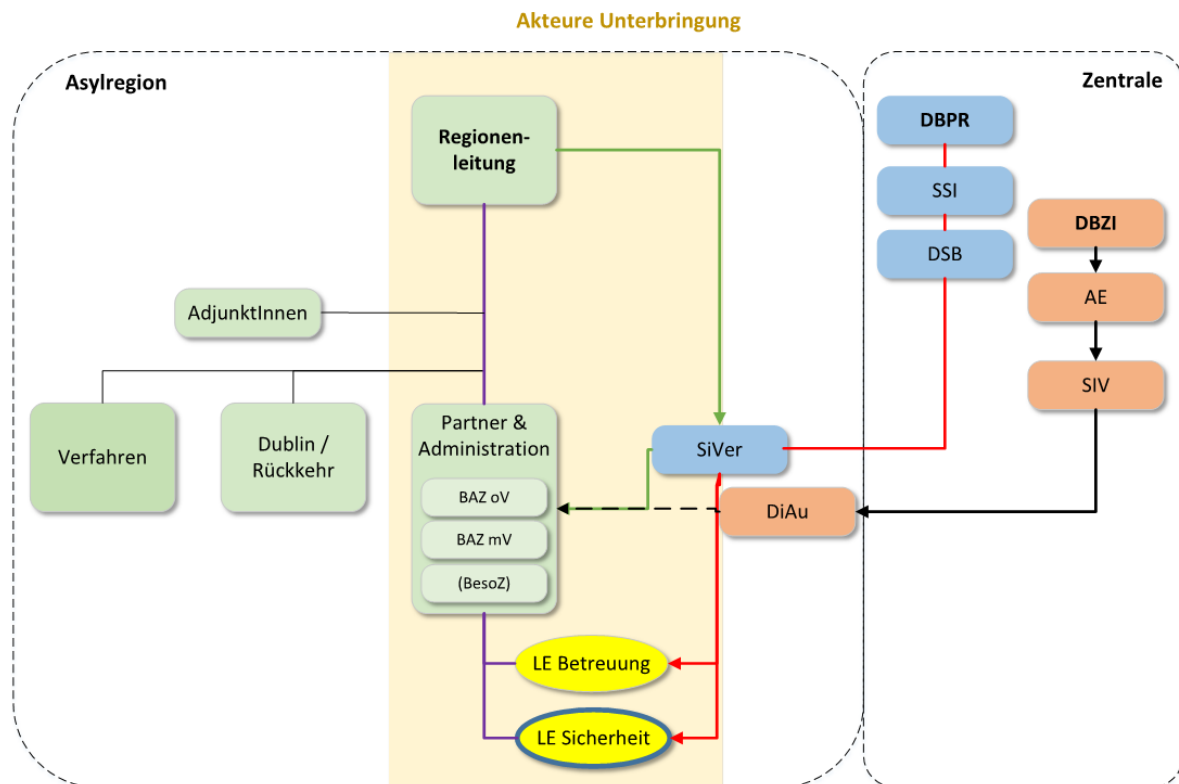 Akteure Unterbringung
Asylregion
Zentrale
Regionen-
leitung
DBPR
SSI
DSB
DBZI
AE
SIV
AdjunktInnen
Verfahren
Dublin /
Rückkehr
Partner &
Administration
BAZ oV
BAZ mV
(BesoZ)
SiVer
DiAu
LE Betreuung
LE Sicherheit